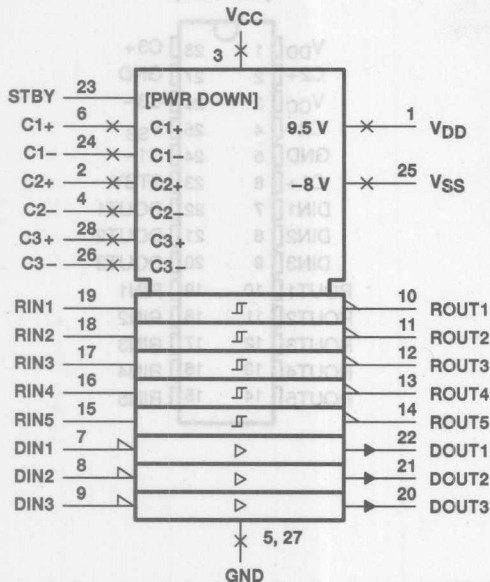 VCC
3
STBY 23 [PWR DOWN]
C1+ 6 C1+ 9.5 V 1 VDD
C1− 24 C1−
C2+ 2 C2+ −8 V 25 VSS
C2− 4 C2−
C3+ 28 C3+
C3− 26 C3−
RIN1 19 10 ROUT1
RIN2 18 11 ROUT2
RIN3 17 12 ROUT3
RIN4 16 13 ROUT4
RIN5 15 14 ROUT5
DIN1 7 22 DOUT1
DIN2 8 21 DOUT2
DIN3 9 20 DOUT3
5, 27
GND